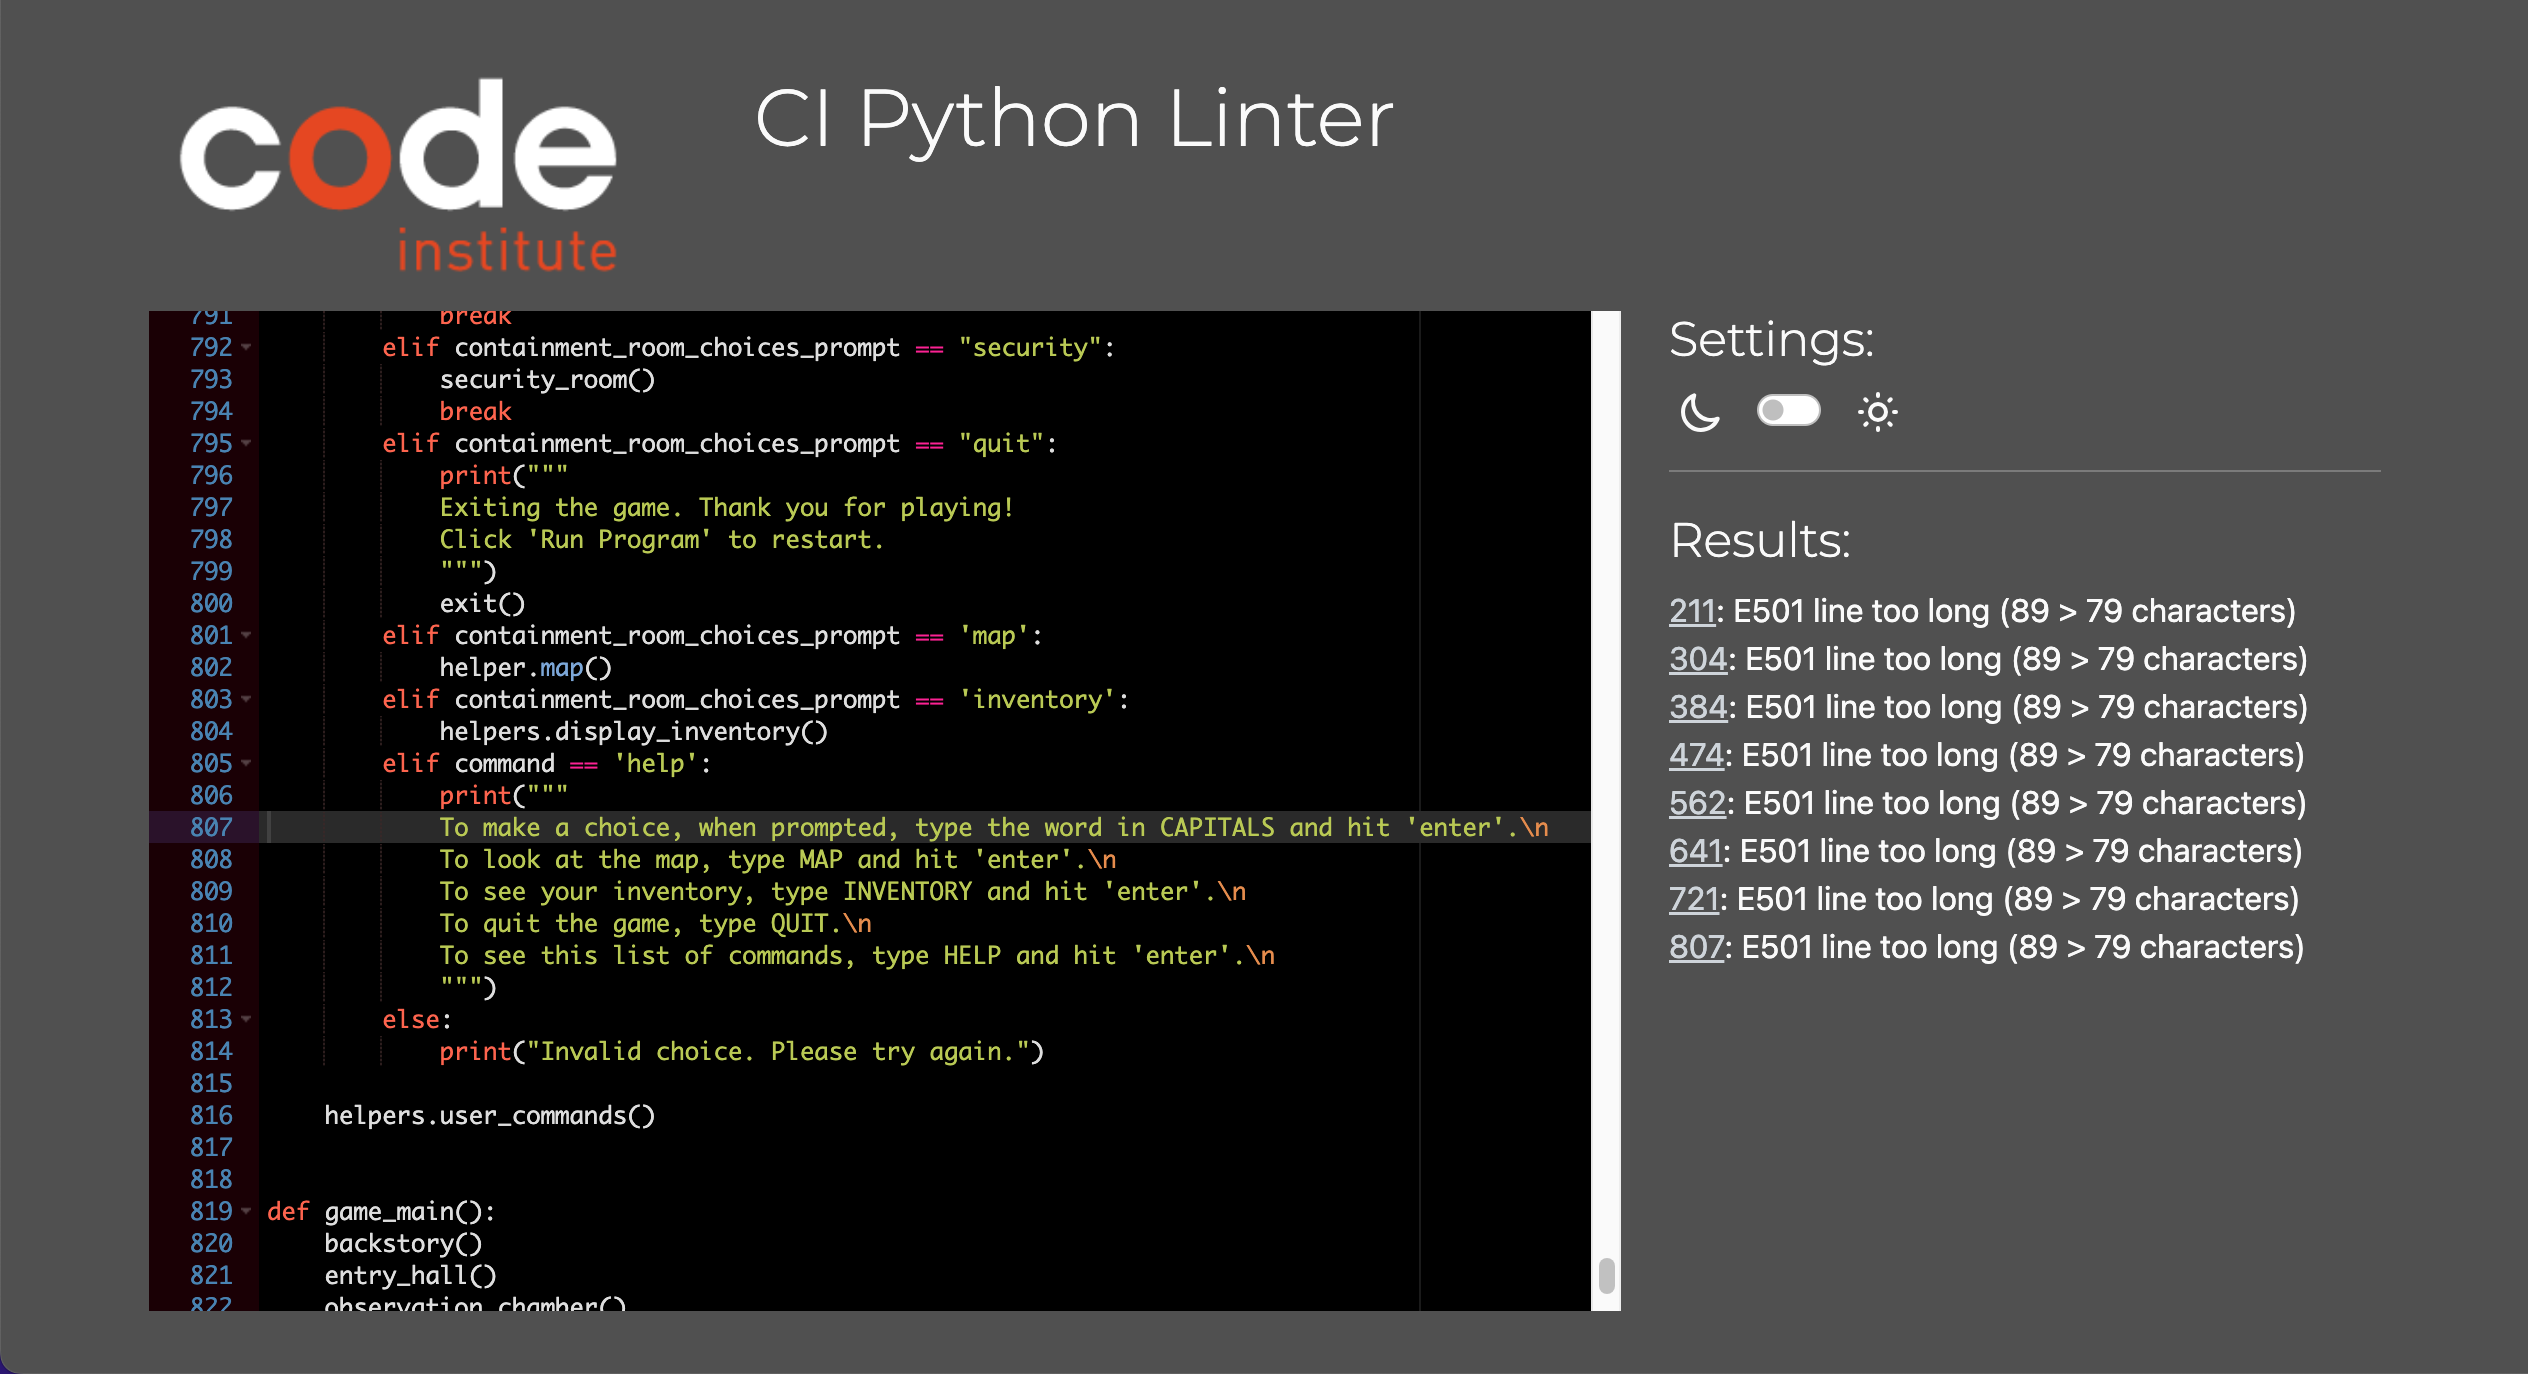 code
institute
CI Python Linter
791 break
792 elif containment_room_choices_prompt == "security":
793 security_room()
794 break
795 elif containment_room_choices_prompt == "quit":
796 print("""
797 Exiting the game. Thank you for playing!
798 Click 'Run Program' to restart.
799 """)
800 exit()
801 elif containment_room_choices_prompt == 'map':
802 helper.map()
803 elif containment_room_choices_prompt == 'inventory':
804 helpers.display_inventory()
805 elif command == 'help':
806 print("""
807 To make a choice, when prompted, type the word in CAPITALS and hit 'enter'.\n
808 To look at the map, type MAP and hit 'enter'.\n
809 To see your inventory, type INVENTORY and hit 'enter'.\n
810 To quit the game, type QUIT.\n
811 To see this list of commands, type HELP and hit 'enter'.\n
812 """)
813 else:
814 print("Invalid choice. Please try again.")
815
816 helpers.user_commands()
817
818
819 def game_main():
820 backstory()
821 entry_hall()
822 observation_chamber()
Settings:
Results:
211: E501 line too long (89 > 79 characters)
304: E501 line too long (89 > 79 characters)
384: E501 line too long (89 > 79 characters)
474: E501 line too long (89 > 79 characters)
562: E501 line too long (89 > 79 characters)
641: E501 line too long (89 > 79 characters)
721: E501 line too long (89 > 79 characters)
807: E501 line too long (89 > 79 characters)